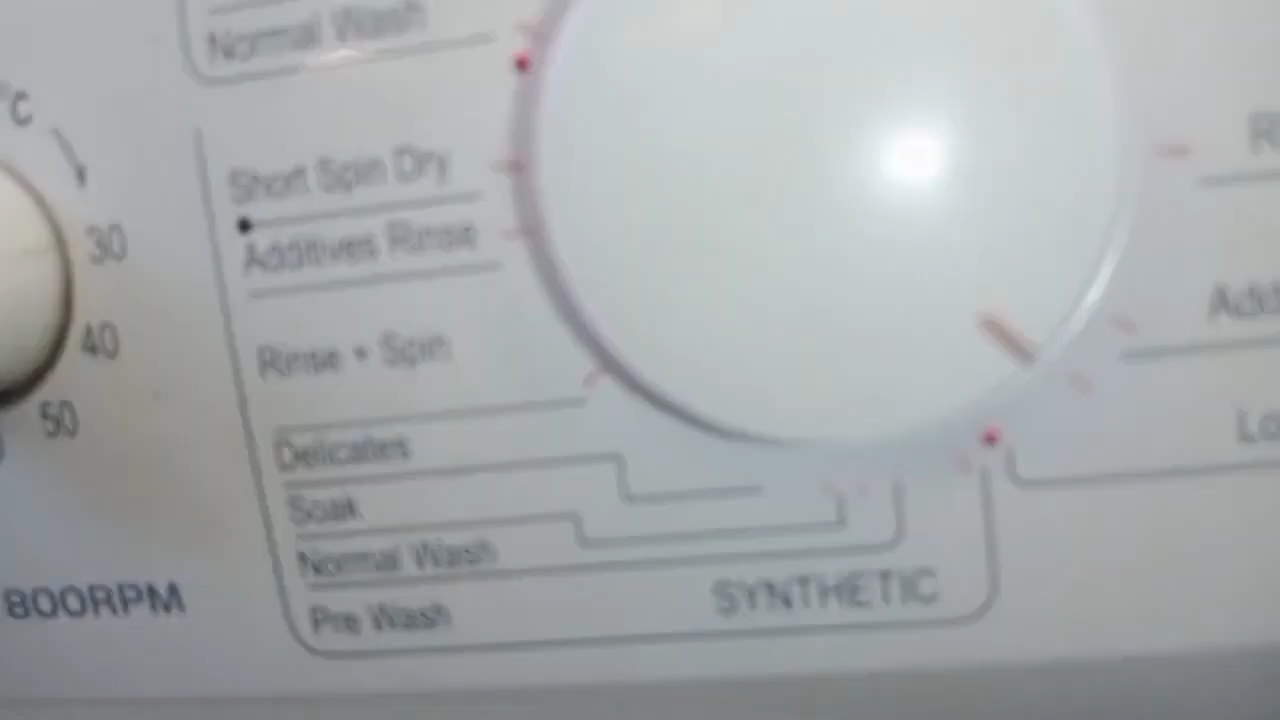 Normal Wash
°C
Short Spin Dry
30
Additives Rinse
40
Rinse + Spin
50
Delicates
Soak
Normal Wash
800RPM
SYNTHETIC
Pre Wash